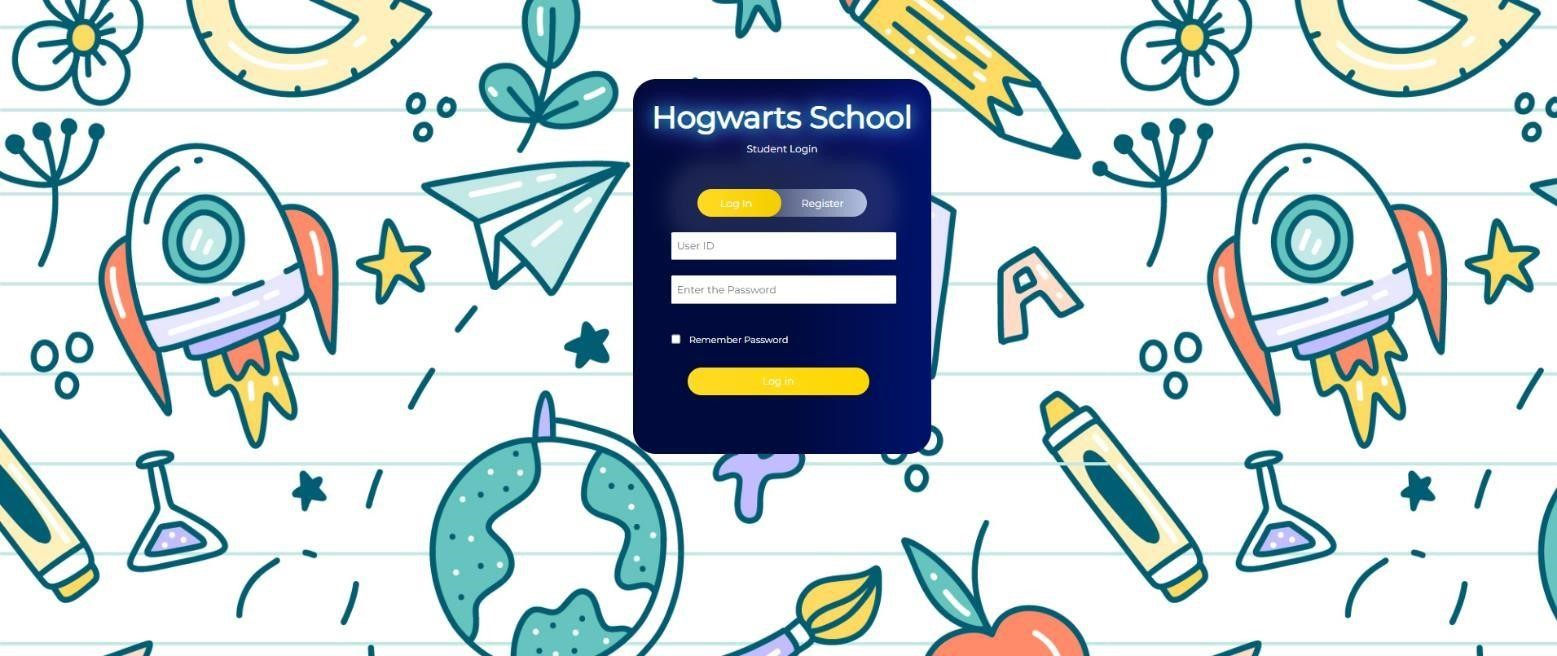 Hogwarts School
Student Login
Log In Register
User ID
Enter the Password
Remember Password
Log in
A